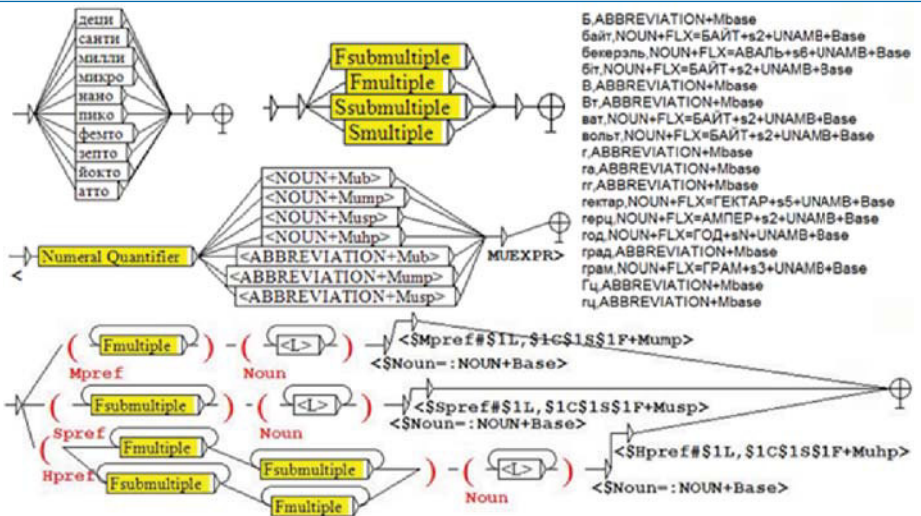 деци
санти
милли
микро
нано
пико
фемто
зепто
йокто
атто
Fsubmultiple
Fmultiple
Ssubmultiple
Smultiple
Б,ABBREVIATION+Mbase
байт,NOUN+FLX=БАЙТ+s2+UNAMB+Base
бекерэль,NOUN+FLX=АВАЛЬ+s6+UNAMB+Base
біт,NOUN+FLX=БАЙТ+s2+UNAMB+Base
В,ABBREVIATION+Mbase
Вт,ABBREVIATION+Mbase
ват,NOUN+FLX=БАЙТ+s2+UNAMB+Base
вольт,NOUN+FLX=БАЙТ+s2+UNAMB+Base
г,ABBREVIATION+Mbase
га,ABBREVIATION+Mbase
гг,ABBREVIATION+Mbase
гектар,NOUN+FLX=ГЕКТАР+s5+UNAMB+Base
герц,NOUN+FLX=АМПЕР+s2+UNAMB+Base
год,NOUN+FLX=ГОД+sN+UNAMB+Base
град,ABBREVIATION+Mbase
грам,NOUN+FLX=ГРАМ+s3+UNAMB+Base
Гц,ABBREVIATION+Mbase
гц,ABBREVIATION+Mbase
<NOUN+Mub>
<NOUN+Mump>
<NOUN+Musp>
<NOUN+Muhp>
<ABBREVIATION+Mub>
<ABBREVIATION+Mump>
<ABBREVIATION+Musp>
< Numeral Quantifier
MUEXPR>
( Fmultiple ) - ( <L> )
Mpref Noun
<$Mpref#$1L,$1C$1S$1F+Mump>
<$Noun=:NOUN+Base>
( Fsubmultiple ) - ( <L> )
Spref Noun
<$Spref#$1L,$1C$1S$1F+Musp>
<$Noun=:NOUN+Base>
( Fmultiple Fsubmultiple
Hpref Fsubmultiple Fmultiple ) - ( <L> )
Noun
<$Hpref#$1L,$1C$1S$1F+Muhp>
<$Noun=:NOUN+Base>